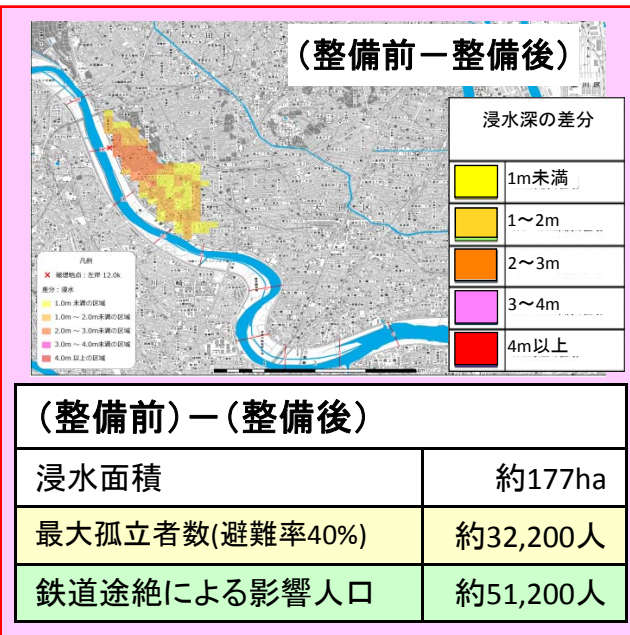 (整備前－整備後)
浸水深の差分
1m未満
1～2m
2～3m
3～4m
4m以上
凡例
× 破堤地点：左岸 12.0k
差分：浸水
1.0m 未満の区域
1.0m ～ 2.0m未満の区域
2.0m ～ 3.0m未満の区域
3.0m ～ 4.0m未満の区域
4.0m 以上の区域
(整備前)－(整備後)
浸水面積 約177ha
最大孤立者数(避難率40%) 約32,200人
鉄道途絶による影響人口 約51,200人